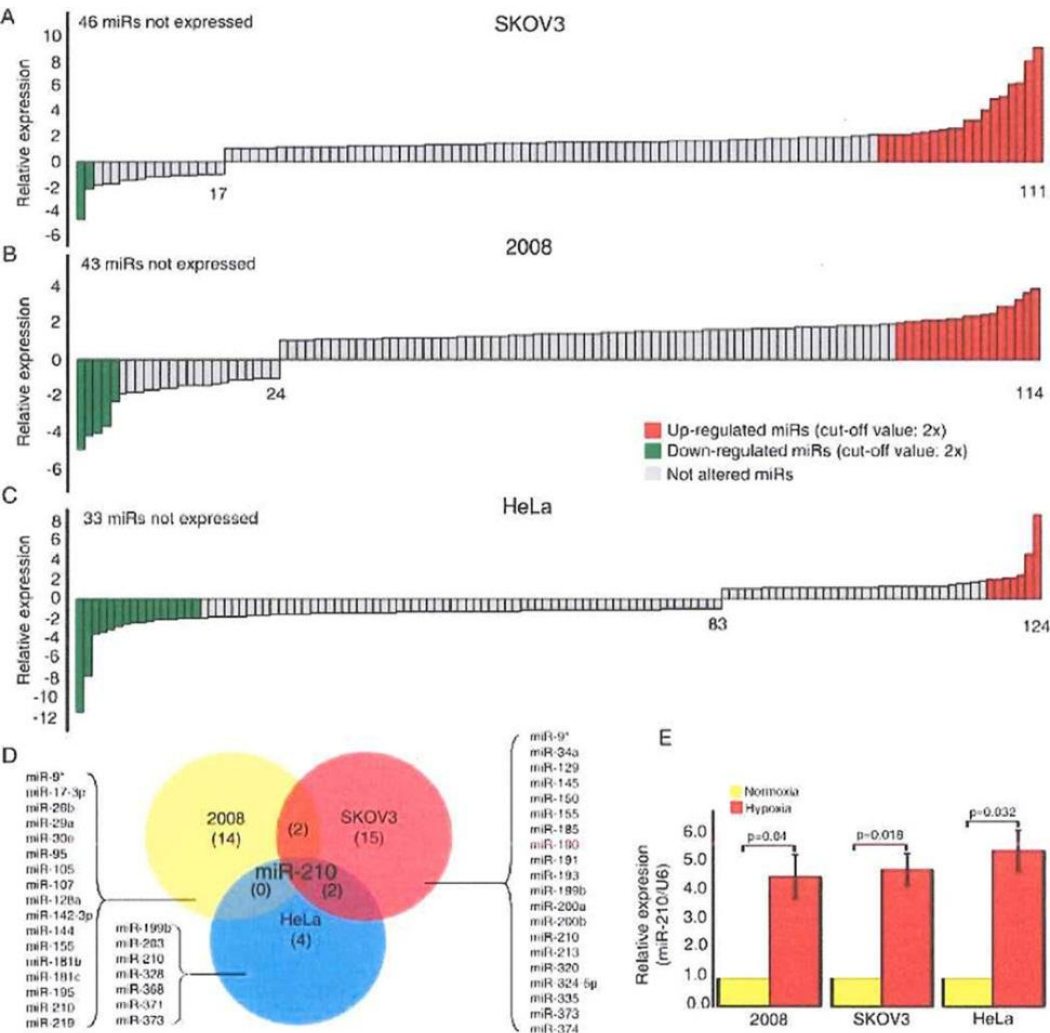 A
46 miRs not expressed
SKOV3
Relative expression
10
8
6
4
2
0
-2
-4
-6
17
111
B
43 miRs not expressed
2008
Relative expression
4
2
0
-2
-4
-6
24
114
Up-regulated miRs (cut-off value: 2x)
Down-regulated miRs (cut-off value: 2x)
Not altered miRs
C
33 miRs not expressed
HeLa
Relative expression
8
6
4
2
0
-2
-4
-6
-8
-10
-12
83
124
D
miR-9*
miR-17-3p
miR-26b
miR-29a
miR-30e
miR-95
miR-105
miR-107
miR-128a
miR-142-3p
miR-144
miR-155
miR-181b
miR-181c
miR-195
miR-210
miR-219
miR-199b
miR-203
miR-210
miR-328
miR-368
miR-371
miR-373
2008
(14)
(2)
SKOV3
(15)
miR-210
(0)
(2)
HeLa
(4)
miR-9*
miR-34a
miR-129
miR-145
miR-150
miR-155
miR-185
miR-190
miR-191
miR-193
miR-199b
miR-200a
miR-200b
miR-210
miR-213
miR-320
miR-324-5p
miR-335
miR-373
miR-374
E
Normoxia
Hypoxia
Relative expresion
(miR-210/U6)
6.0
5.0
4.0
3.0
2.0
1.0
0.0
p=0.04
p=0.018
p=0.032
2008
SKOV3
HeLa